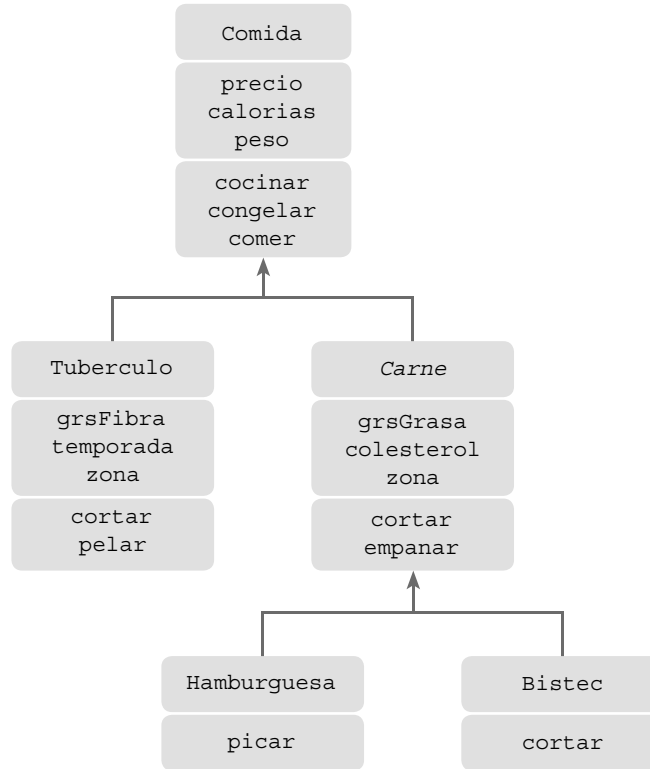 Comida
precio
calorias
peso
cocinar
congelar
comer
Tuberculo
grsFibra
temporada
zona
cortar
pelar
Carne
grsGrasa
colesterol
zona
cortar
empanar
Hamburguesa
picar
Bistec
cortar